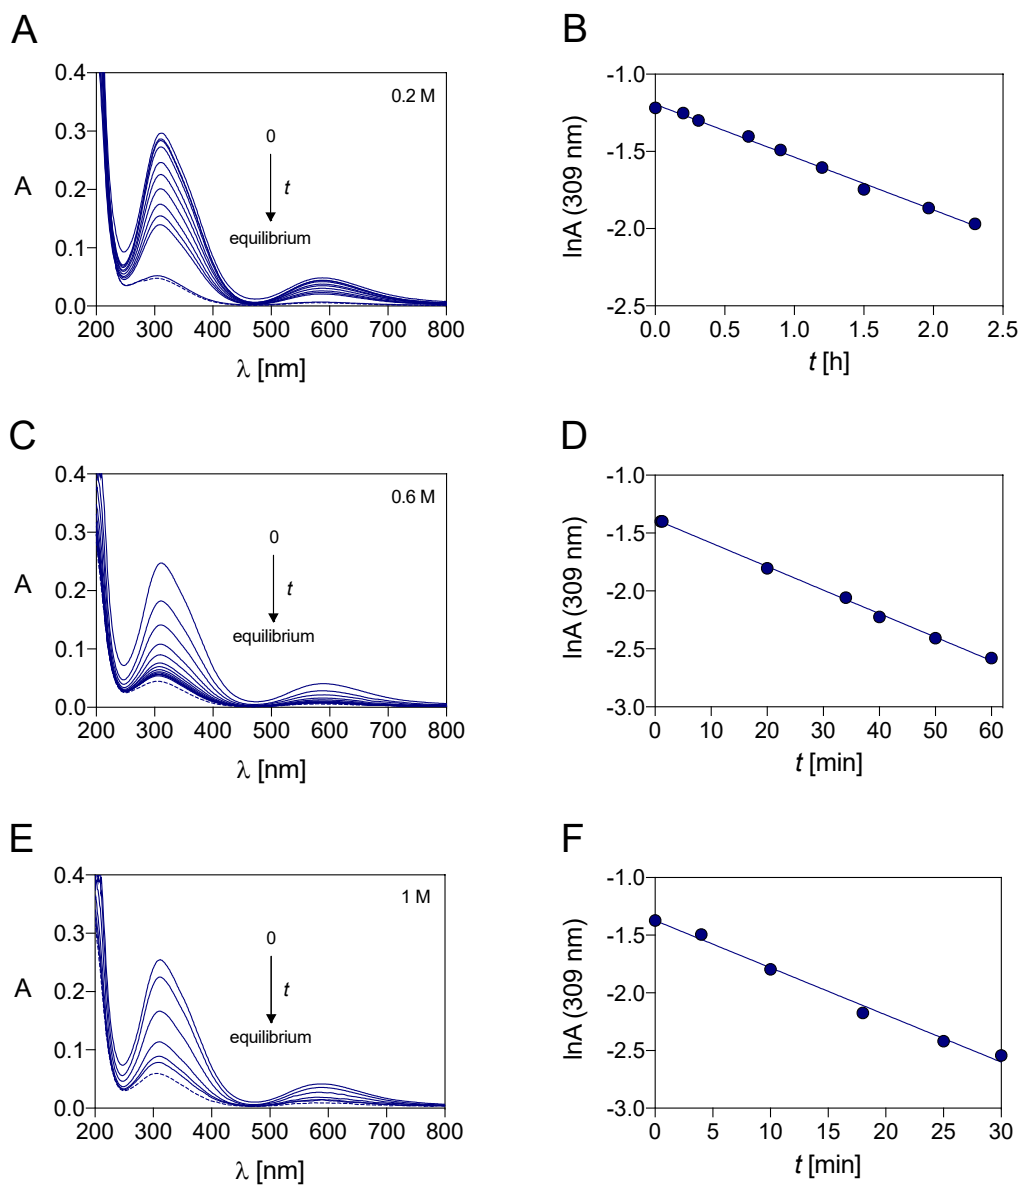 A
B
0.4
0.3
0.2
0.1
0.0
A
0.2 M
0
t
equilibrium
200 300 400 500 600 700 800
λ [nm]
-1.0
-1.5
-2.0
-2.5
lnA (309 nm)
0.0 0.5 1.0 1.5 2.0 2.5
t [h]
C
D
0.4
0.3
0.2
0.1
0.0
A
0.6 M
0
t
equilibrium
200 300 400 500 600 700 800
λ [nm]
-1.0
-1.5
-2.0
-2.5
-3.0
lnA (309 nm)
0 10 20 30 40 50 60
t [min]
E
F
0.4
0.3
0.2
0.1
0.0
A
1 M
0
t
equilibrium
200 300 400 500 600 700 800
λ [nm]
-1.0
-1.5
-2.0
-2.5
-3.0
lnA (309 nm)
0 5 10 15 20 25 30
t [min]